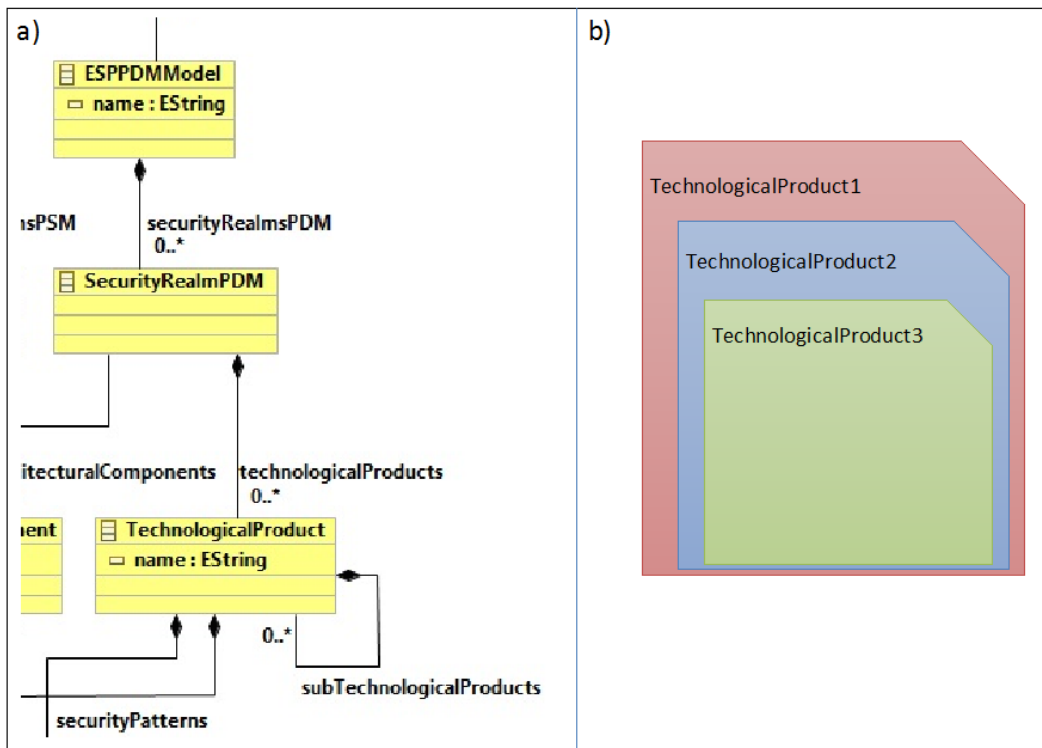 a)
ESPPDMModel
name : EString
nsPSM
securityRealmsPDM
0..*
SecurityRealmPDM
itecturalComponents
technologicalProducts
0..*
nent
TechnologicalProduct
name : EString
0..*
subTechnologicalProducts
securityPatterns
b)
TechnologicalProduct1
TechnologicalProduct2
TechnologicalProduct3